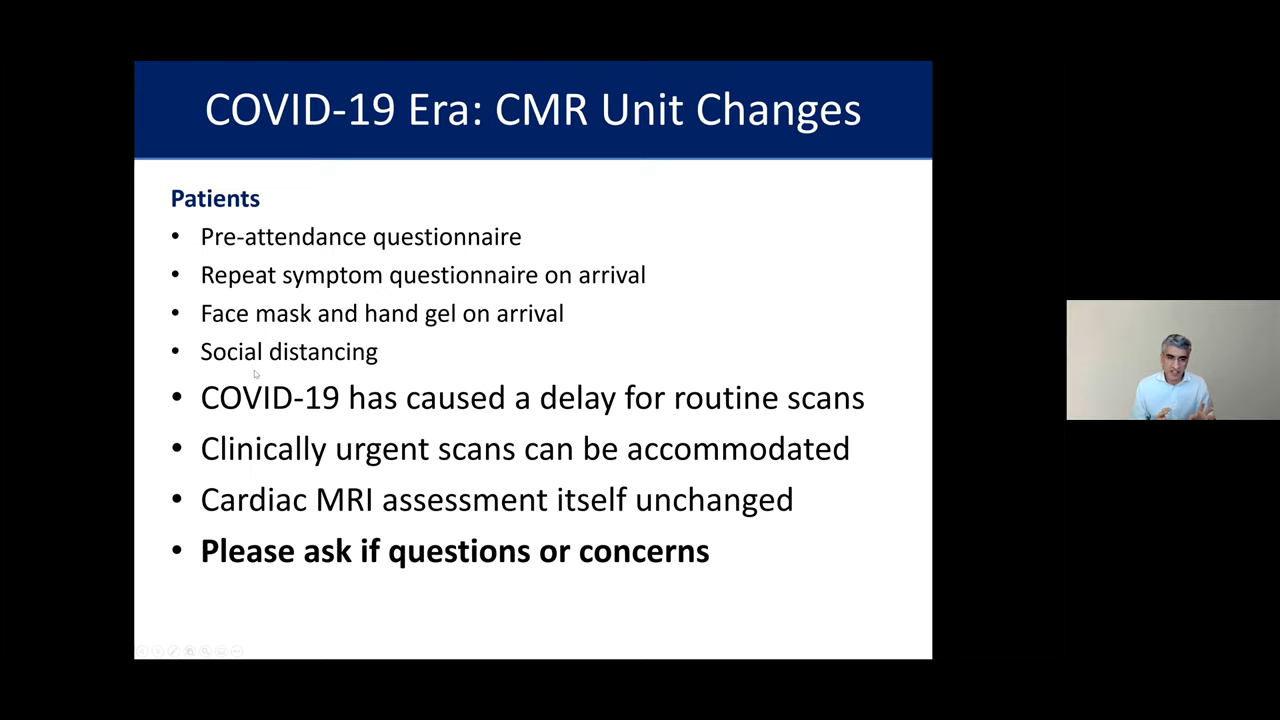 COVID-19 Era: CMR Unit Changes
Patients
• Pre-attendance questionnaire
• Repeat symptom questionnaire on arrival
• Face mask and hand gel on arrival
• Social distancing
• COVID-19 has caused a delay for routine scans
• Clinically urgent scans can be accommodated
• Cardiac MRI assessment itself unchanged
• Please ask if questions or concerns